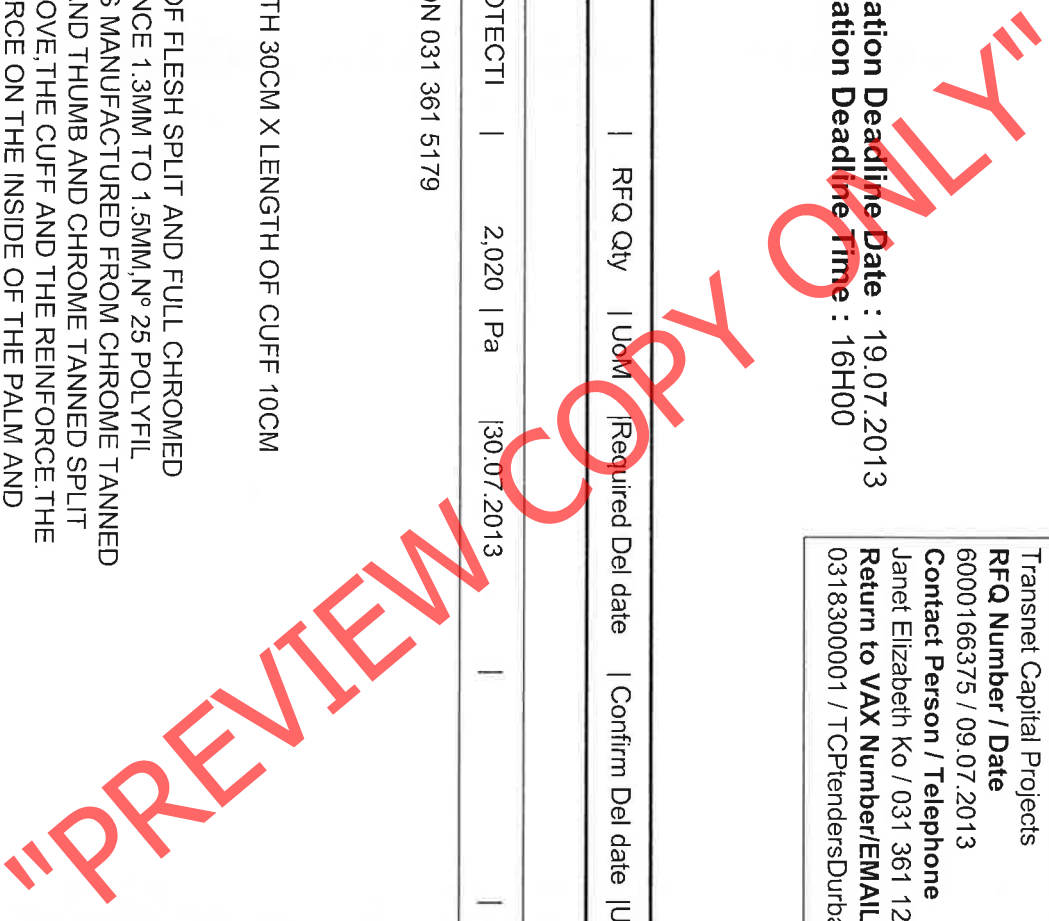 Transnet Capital Projects
RFQ Number / Date
6000166375 / 09.07.2013
Contact Person / Telephone
Janet Elizabeth Ko / 031 361 12
Return to VAX Number/EMAIL
0318300001 / TCPtendersDurba
ation Deadline Date : 19.07.2013
ation Deadline Time : 16H00
| RFQ Qty | UoM |Required Del date | Confirm Del date |U
OTECTI | 2,020 | Pa |30.07.2013 | |
ON 031 361 5179
TH 30CM X LENGTH OF CUFF 10CM
OF FLESH SPLIT AND FULL CHROMED
NCE 1.3MM TO 1.5MM,Nº 25 POLYFIL
S MANUFACTURED FROM CHROME TANNED
AND THUMB AND CHROME TANNED SPLIT
OVE,THE CUFF AND THE REINFORCE.THE
RCE ON THE INSIDE OF THE PALM AND
"PREVIEW COPY ONLY"